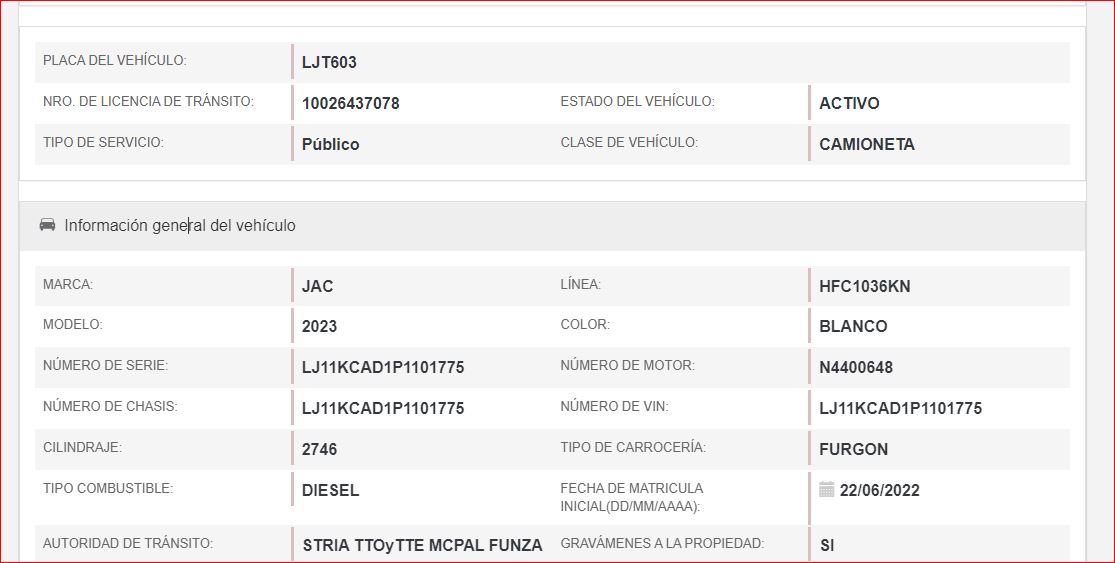 PLACA DEL VEHÍCULO: LJT603
NRO. DE LICENCIA DE TRÁNSITO: 10026437078 ESTADO DEL VEHÍCULO: ACTIVO
TIPO DE SERVICIO: Público CLASE DE VEHÍCULO: CAMIONETA
Información general del vehículo
MARCA: JAC LÍNEA: HFC1036KN
MODELO: 2023 COLOR: BLANCO
NÚMERO DE SERIE: LJ11KCAD1P1101775 NÚMERO DE MOTOR: N4400648
NÚMERO DE CHASIS: LJ11KCAD1P1101775 NÚMERO DE VIN: LJ11KCAD1P1101775
CILINDRAJE: 2746 TIPO DE CARROCERÍA: FURGON
TIPO COMBUSTIBLE: DIESEL FECHA DE MATRICULA 22/06/2022
INICIAL(DD/MM/AAAA):
AUTORIDAD DE TRÁNSITO: STRIA TTOyTTE MCPAL FUNZA GRAVÁMENES A LA PROPIEDAD: SI